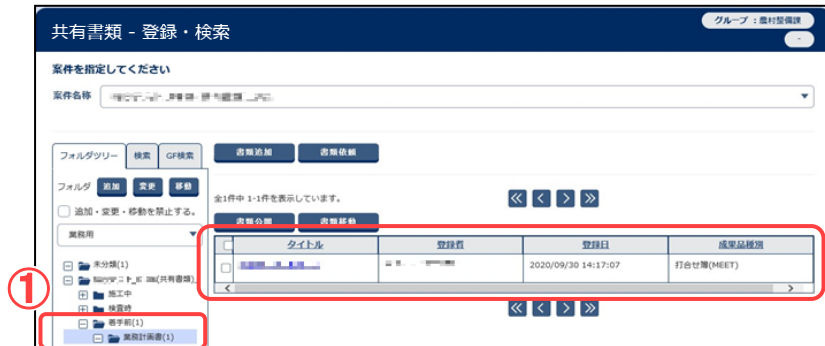 共有書類 - 登録・検索
グループ：農村整備課
-
案件を指定してください
案件名称
フォルダツリー 検索 GF検索
書類追加 書類依頼
フォルダ 追加 変更 移動
全1件中 1-1件を表示しています。
追加・変更・移動を禁止する。
書類公開 書類移動
業務用
タイトル 登録者 登録日 成果品種別
未分類(1)
2020/09/30 14:17:07 打合せ簿(MEET)
(共有書類)
①
施工中
検査時
着手前(1)
業務計画書(1)